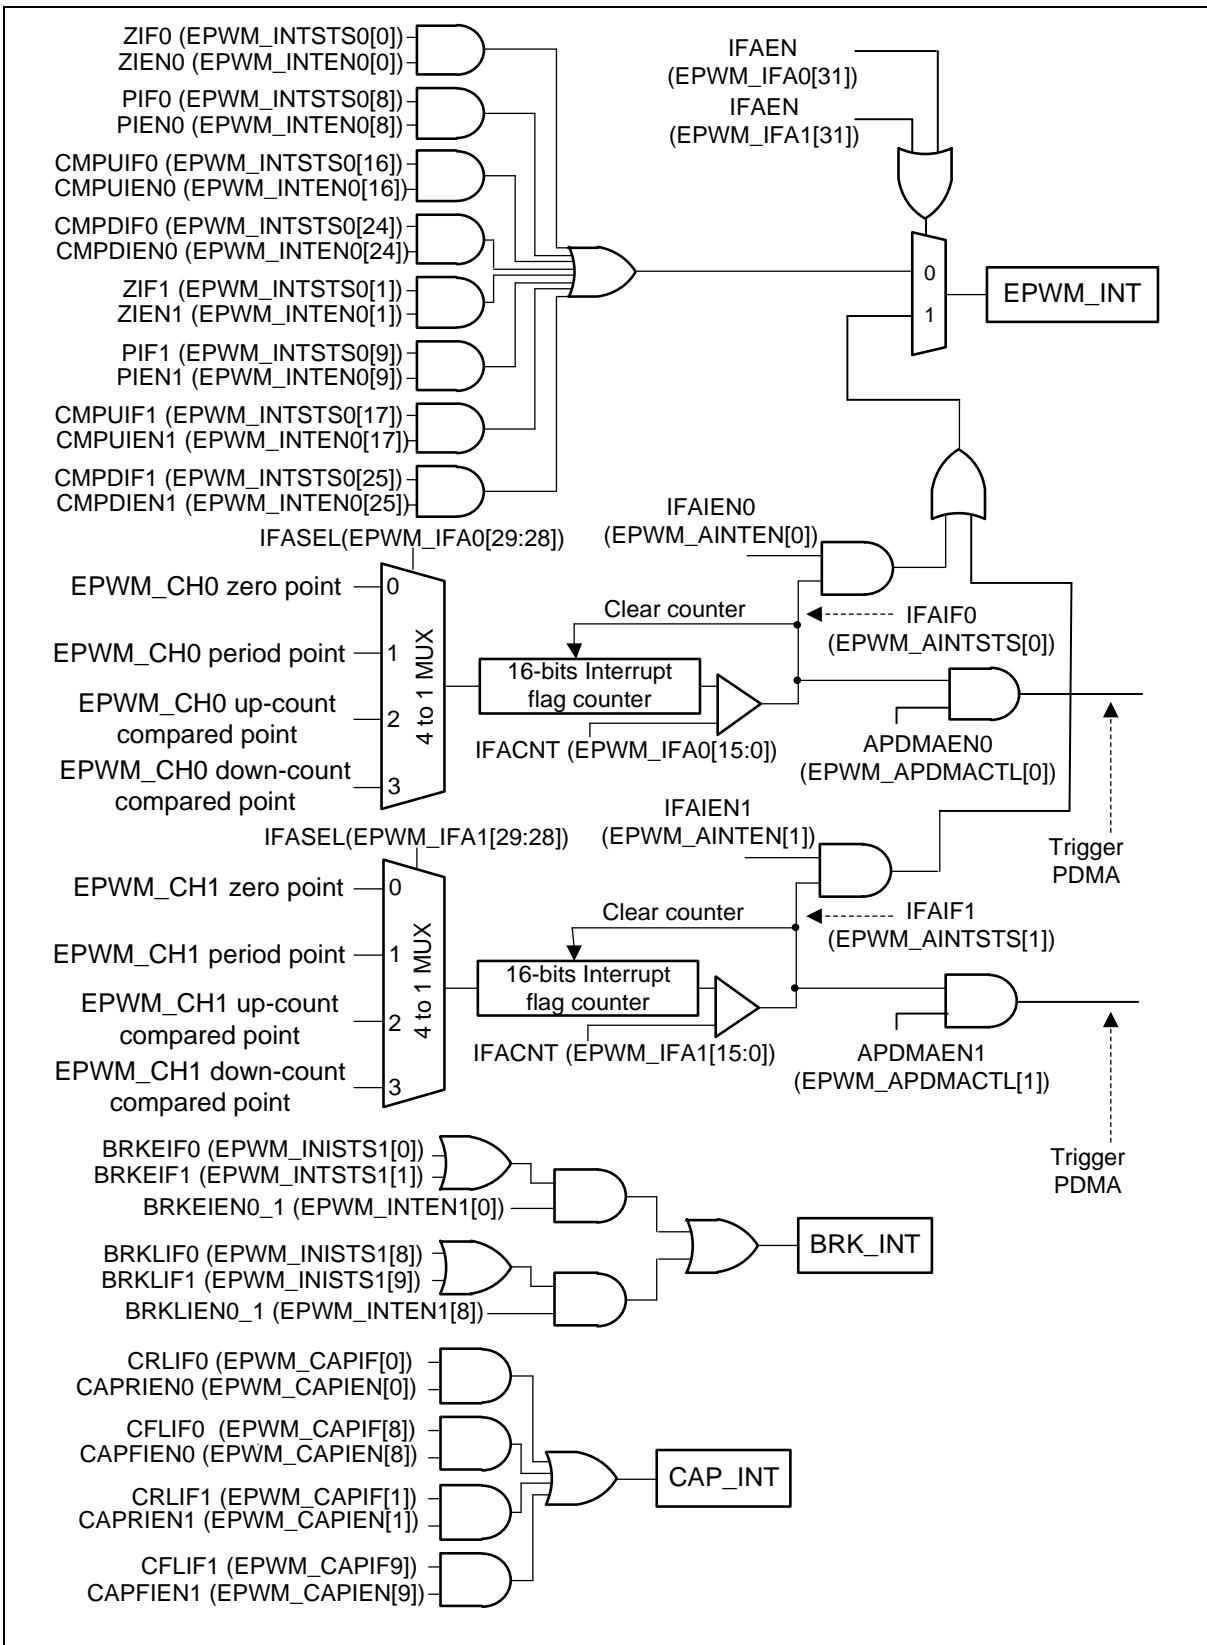 ZIF0 (EPWM_INTSTS0[0])
ZIEN0 (EPWM_INTEN0[0])
PIF0 (EPWM_INTSTS0[8])
PIEN0 (EPWM_INTEN0[8])
CMPUIF0 (EPWM_INTSTS0[16])
CMPUIEN0 (EPWM_INTEN0[16])
CMPDIF0 (EPWM_INTSTS0[24])
CMPDIEN0 (EPWM_INTEN0[24])
ZIF1 (EPWM_INTSTS0[1])
ZIEN1 (EPWM_INTEN0[1])
PIF1 (EPWM_INTSTS0[9])
PIEN1 (EPWM_INTEN0[9])
CMPUIF1 (EPWM_INTSTS0[17])
CMPUIEN1 (EPWM_INTEN0[17])
CMPDIF1 (EPWM_INTSTS0[25])
CMPDIEN1 (EPWM_INTEN0[25])
IFAEN
(EPWM_IFA0[31])
IFAEN
(EPWM_IFA1[31])
0
1
EPWM_INT
IFASEL(EPWM_IFA0[29:28])
EPWM_CH0 zero point
0
EPWM_CH0 period point
1
EPWM_CH0 up-count
compared point
2
EPWM_CH0 down-count
compared point
3
4 to 1 MUX
16-bits Interrupt
flag counter
Clear counter
IFACNT (EPWM_IFA0[15:0])
IFAIEN0
(EPWM_AINTEN[0])
IFAIF0
(EPWM_AINTSTS[0])
APDMAEN0
(EPWM_APDMACTL[0])
Trigger
PDMA
IFASEL(EPWM_IFA1[29:28])
EPWM_CH1 zero point
0
EPWM_CH1 period point
1
EPWM_CH1 up-count
compared point
2
EPWM_CH1 down-count
compared point
3
4 to 1 MUX
16-bits Interrupt
flag counter
Clear counter
IFACNT (EPWM_IFA1[15:0])
IFAIEN1
(EPWM_AINTEN[1])
IFAIF1
(EPWM_AINTSTS[1])
APDMAEN1
(EPWM_APDMACTL[1])
Trigger
PDMA
BRKEIF0 (EPWM_INISTS1[0])
BRKEIF1 (EPWM_INTSTS1[1])
BRKEIEN0_1 (EPWM_INTEN1[0])
BRKLIF0 (EPWM_INISTS1[8])
BRKLIF1 (EPWM_INISTS1[9])
BRKLIEN0_1 (EPWM_INTEN1[8])
BRK_INT
CRLIF0 (EPWM_CAPIF[0])
CAPRIEN0 (EPWM_CAPIEN[0])
CFLIF0 (EPWM_CAPIF[8])
CAPFIEN0 (EPWM_CAPIEN[8])
CRLIF1 (EPWM_CAPIF[1])
CAPRIEN1 (EPWM_CAPIEN[1])
CFLIF1 (EPWM_CAPIF9])
CAPFIEN1 (EPWM_CAPIEN[9])
CAP_INT